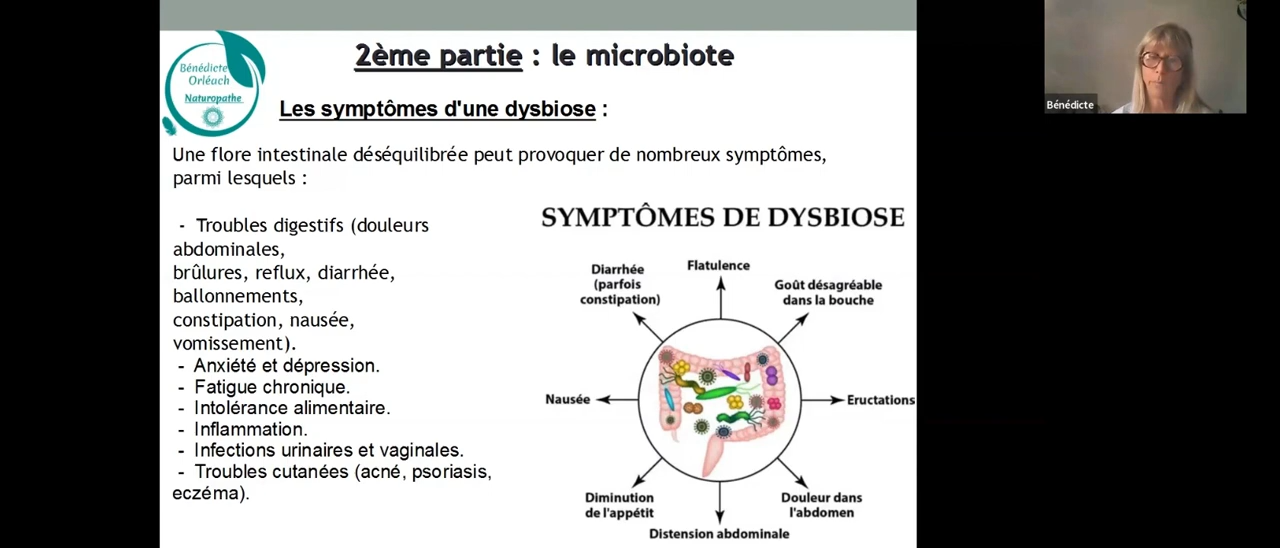 2ème partie : le microbiote
Bénédicte
Orléach
Naturopathe
Les symptômes d'une dysbiose :
Une flore intestinale déséquilibrée peut provoquer de nombreux symptômes,
parmi lesquels :
- Troubles digestifs (douleurs
abdominales,
brûlures, reflux, diarrhée,
ballonnements,
constipation, nausée,
vomissement).
- Anxiété et dépression.
- Fatigue chronique.
- Intolérance alimentaire.
- Inflammation.
- Infections urinaires et vaginales.
- Troubles cutanées (acné, psoriasis,
eczéma).
SYMPTÔMES DE DYSBIOSE
Flatulence
Diarrhée
(parfois
constipation)
Goût désagréable
dans la bouche
Nausée
Eructations
Diminution
de l'appétit
Douleur dans
l'abdomen
Distension abdominale
Bénédicte